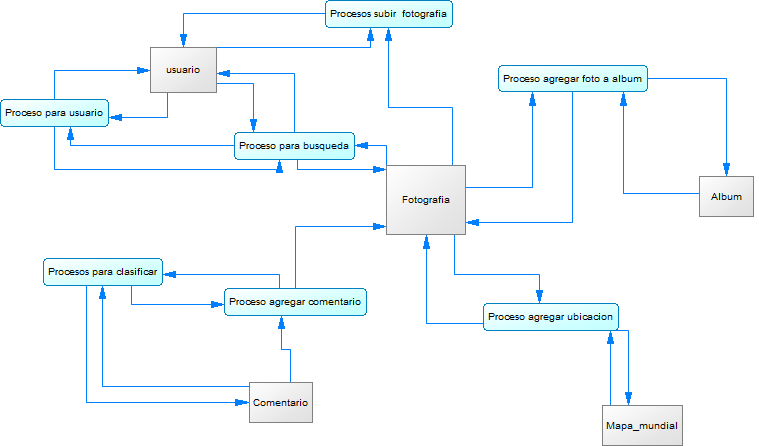 Procesos subir fotografia
usuario
Proceso agregar foto a album
Proceso para usuario
Proceso para busqueda
Fotografia
Album
Procesos para clasificar
Proceso agregar comentario
Proceso agregar ubicacion
Comentario
Mapa_mundial